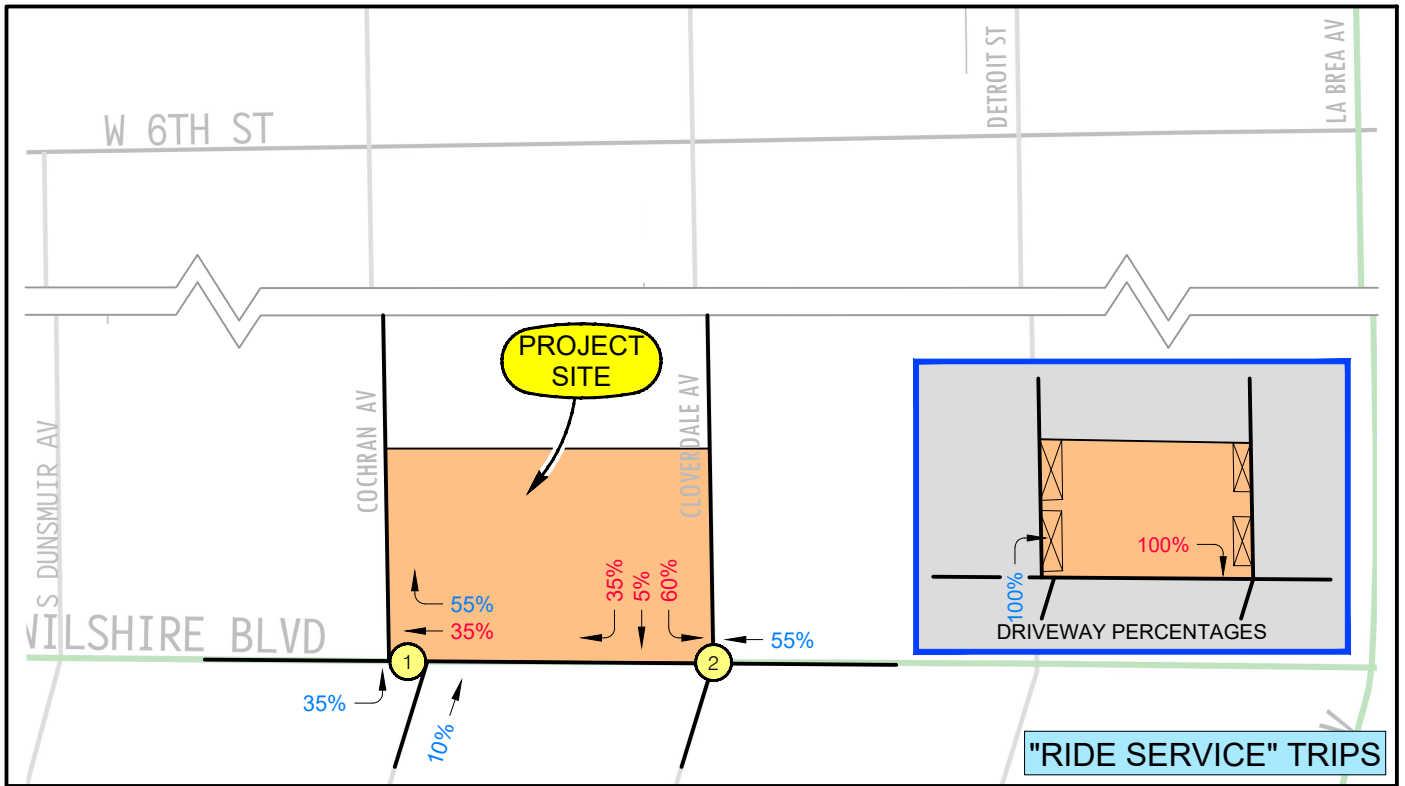 W 6TH ST
DETROIT ST
LA BREA AV
PROJECT
SITE
COCHRAN AV
CLOVERDALE AV
S DUNSMUIR AV
WILSHIRE BLVD
55%
35%
35%
5%
60%
55%
1
2
35%
10%
100%
100%
DRIVEWAY PERCENTAGES
"RIDE SERVICE" TRIPS